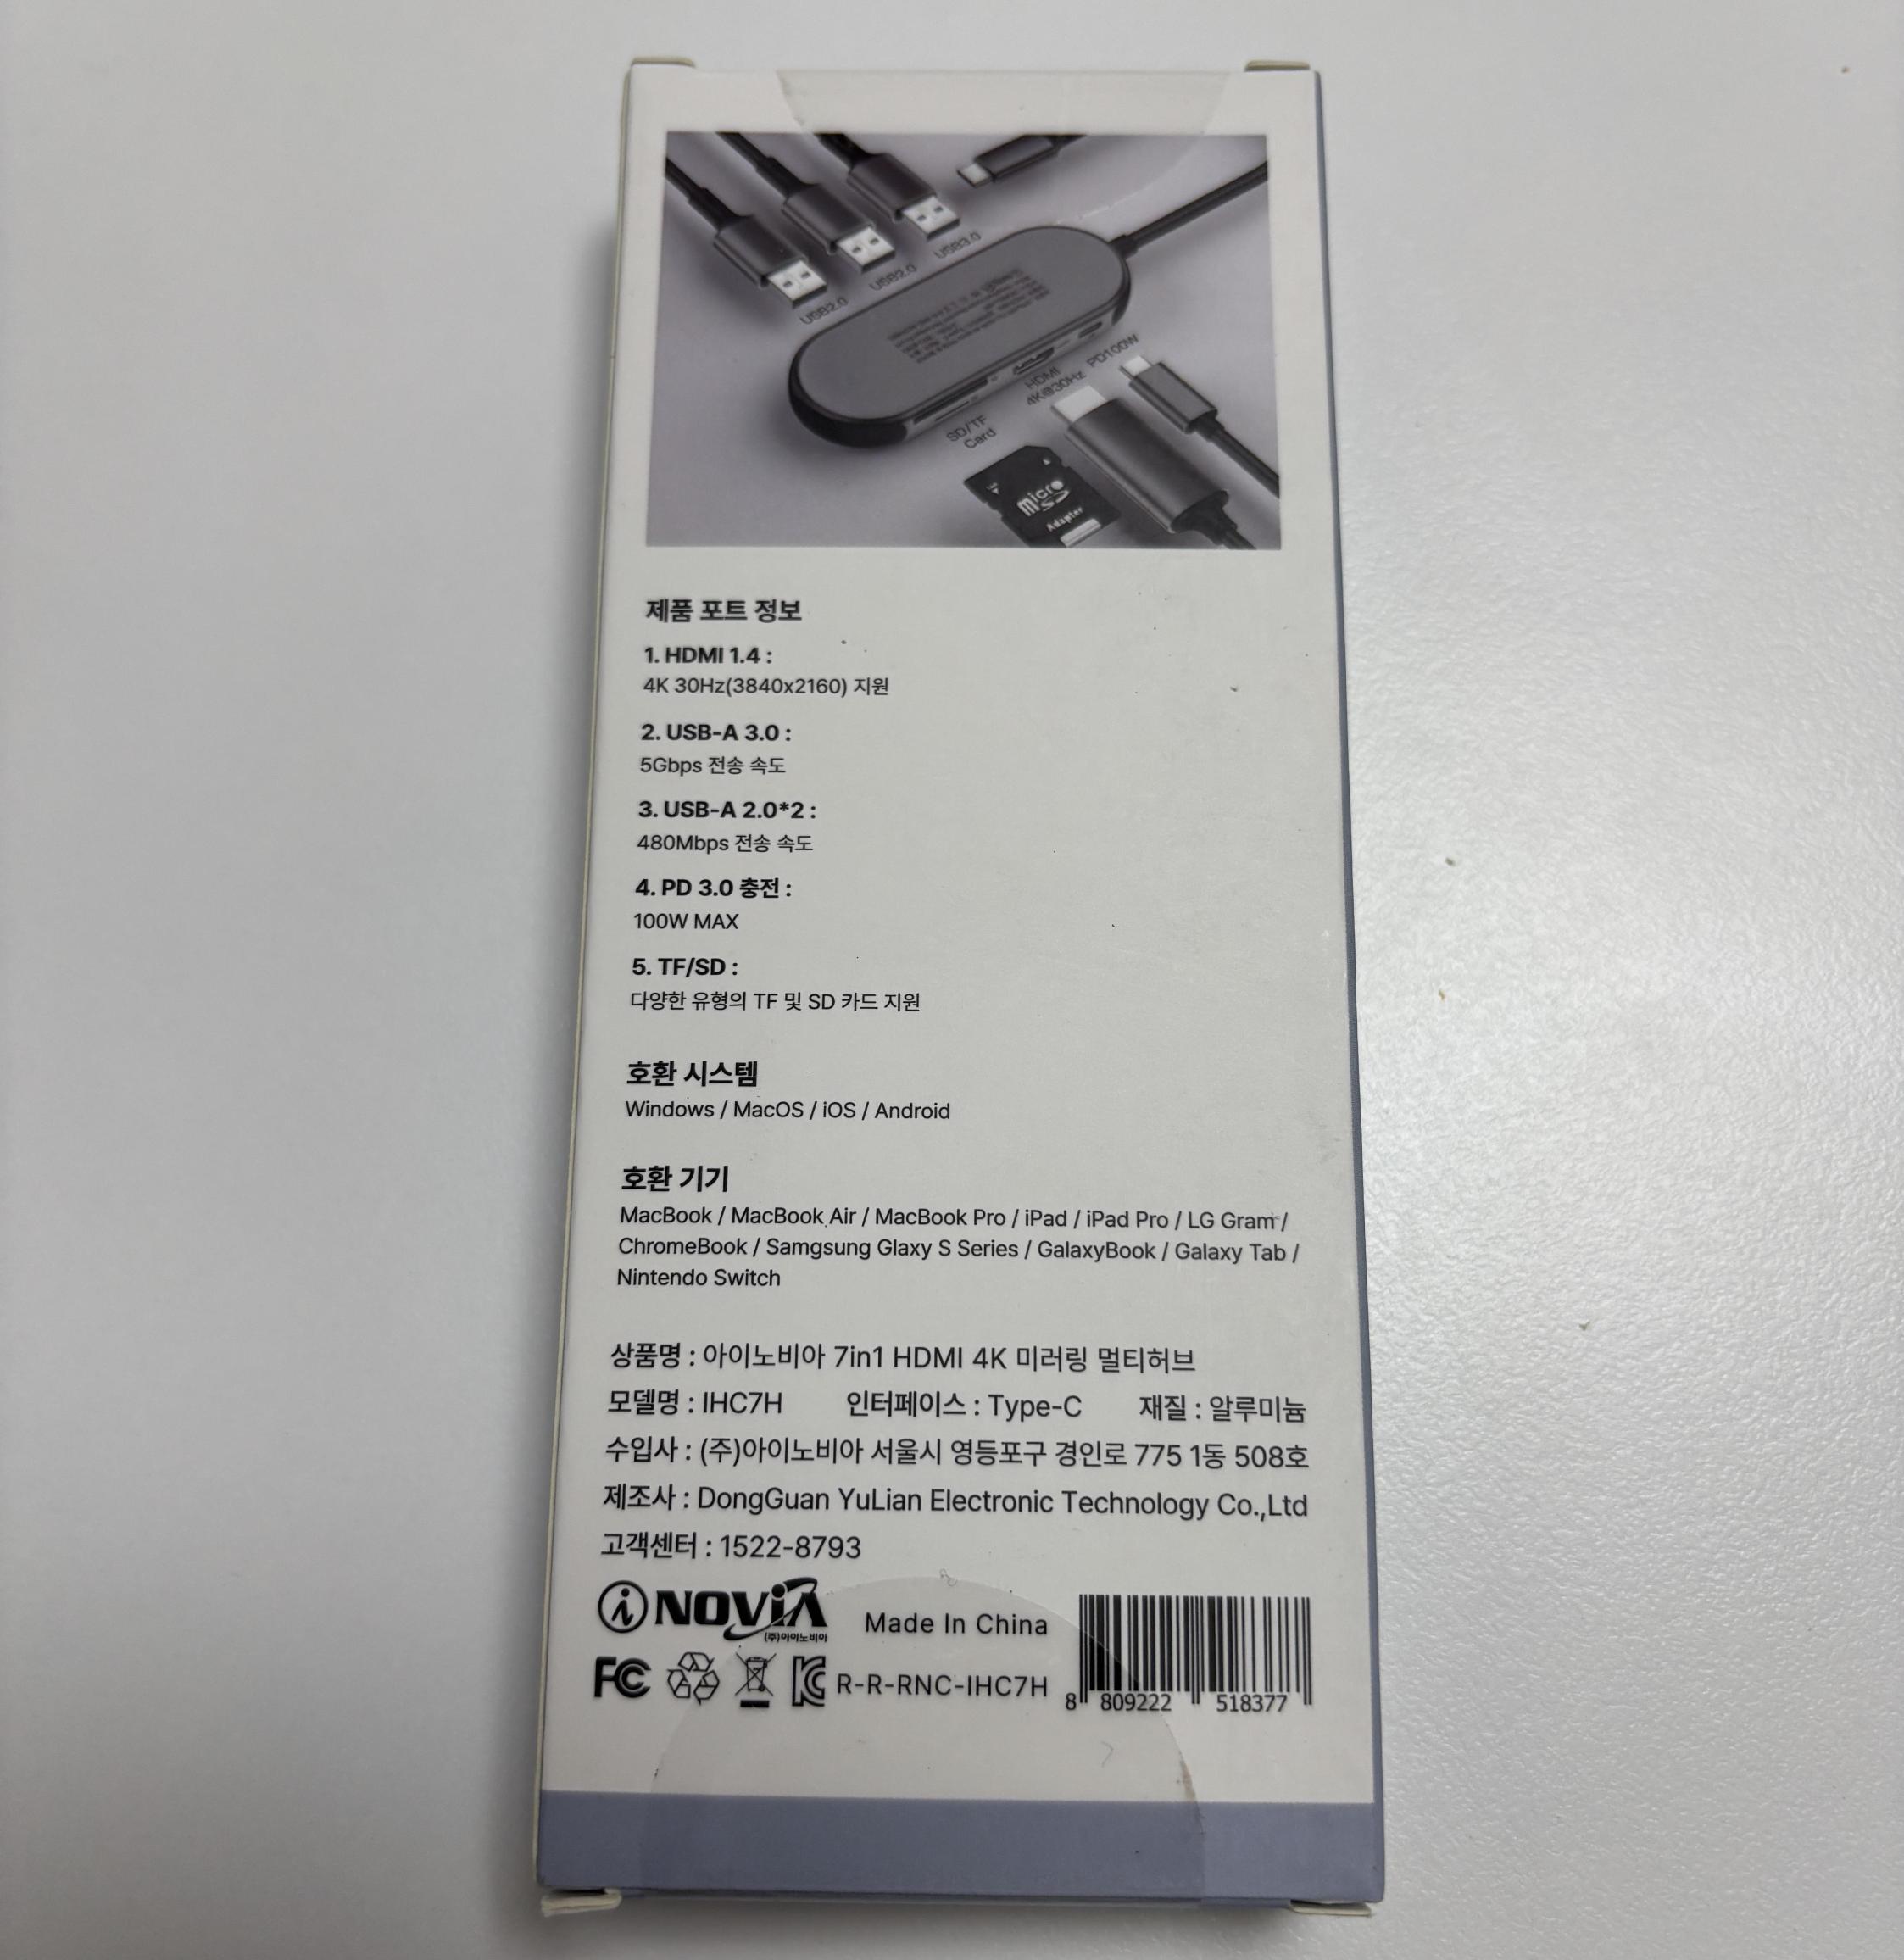 USB2.0
USB2.0
USB3.0
PD100W
HDMI
4K@30Hz
SD/TF
Card
micro
SD
Adapter
제품 포트 정보
1. HDMI 1.4 :
4K 30Hz(3840x2160) 지원
2. USB-A 3.0 :
5Gbps 전송 속도
3. USB-A 2.0*2 :
480Mbps 전송 속도
4. PD 3.0 충전 :
100W MAX
5. TF/SD :
다양한 유형의 TF 및 SD 카드 지원
호환 시스템
Windows / MacOS / iOS / Android
호환 기기
MacBook / MacBook Air / MacBook Pro / iPad / iPad Pro / LG Gram /
ChromeBook / Samgsung Glaxy S Series / GalaxyBook / Galaxy Tab /
Nintendo Switch
상품명 : 아이노비아 7in1 HDMI 4K 미러링 멀티허브
모델명 : IHC7H 인터페이스 : Type-C 재질 : 알루미늄
수입사 : (주)아이노비아 서울시 영등포구 경인로 775 1동 508호
제조사 : DongGuan YuLian Electronic Technology Co.,Ltd
고객센터 : 1522-8793
i NOViA
(주)아이노비아
Made In China
FC KC R-R-RNC-IHC7H
8 809222 518377